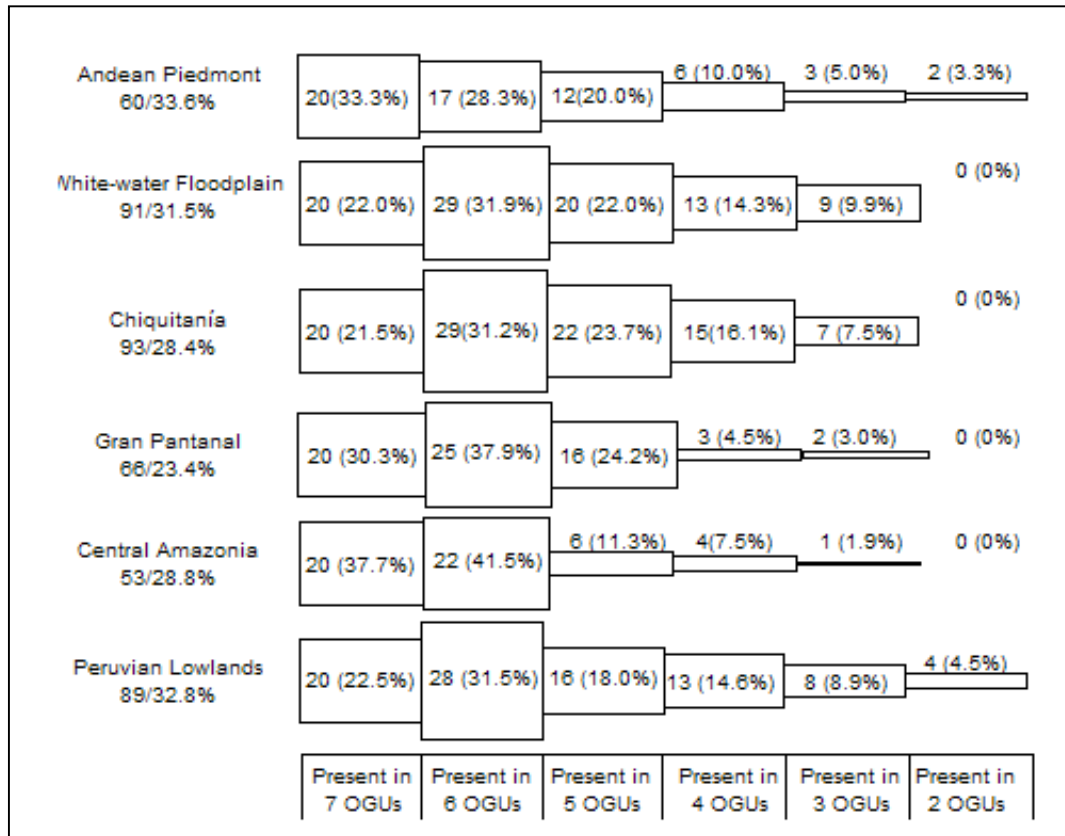 Andean Piedmont
60/33.6%
20(33.3%) 17 (28.3%) 12(20.0%) 6 (10.0%) 3 (5.0%) 2 (3.3%)
White-water Floodplain
91/31.5%
20 (22.0%) 29 (31.9%) 20 (22.0%) 13 (14.3%) 9 (9.9%) 0 (0%)
Chiquitanía
93/28.4%
20 (21.5%) 29(31.2%) 22 (23.7%) 15(16.1%) 7 (7.5%) 0 (0%)
Gran Pantanal
66/23.4%
20 (30.3%) 25 (37.9%) 16 (24.2%) 3 (4.5%) 2 (3.0%) 0 (0%)
Central Amazonia
53/28.8%
20 (37.7%) 22 (41.5%) 6 (11.3%) 4(7.5%) 1 (1.9%) 0 (0%)
Peruvian Lowlands
89/32.8%
20 (22.5%) 28 (31.5%) 16 (18.0%) 13 (14.6%) 8 (8.9%) 4 (4.5%)
Present in Present in Present in Present in Present in Present in
7 OGUs 6 OGUs 5 OGUs 4 OGUs 3 OGUs 2 OGUs